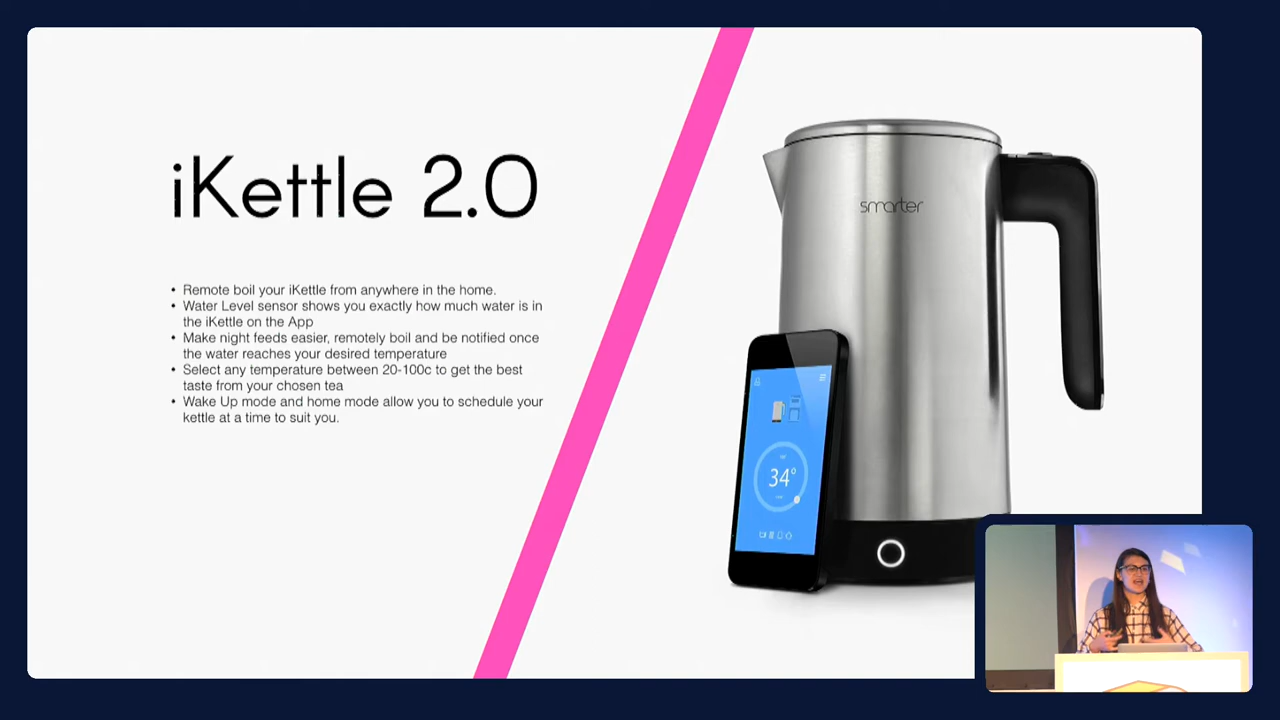 iKettle 2.0
• Remote boil your iKettle from anywhere in the home.
• Water Level sensor shows you exactly how much water is in
the iKettle on the App
• Make night feeds easier, remotely boil and be notified once
the water reaches your desired temperature
• Select any temperature between 20-100c to get the best
taste from your chosen tea
• Wake Up mode and home mode allow you to schedule your
kettle at a time to suit you.
smarter
34°